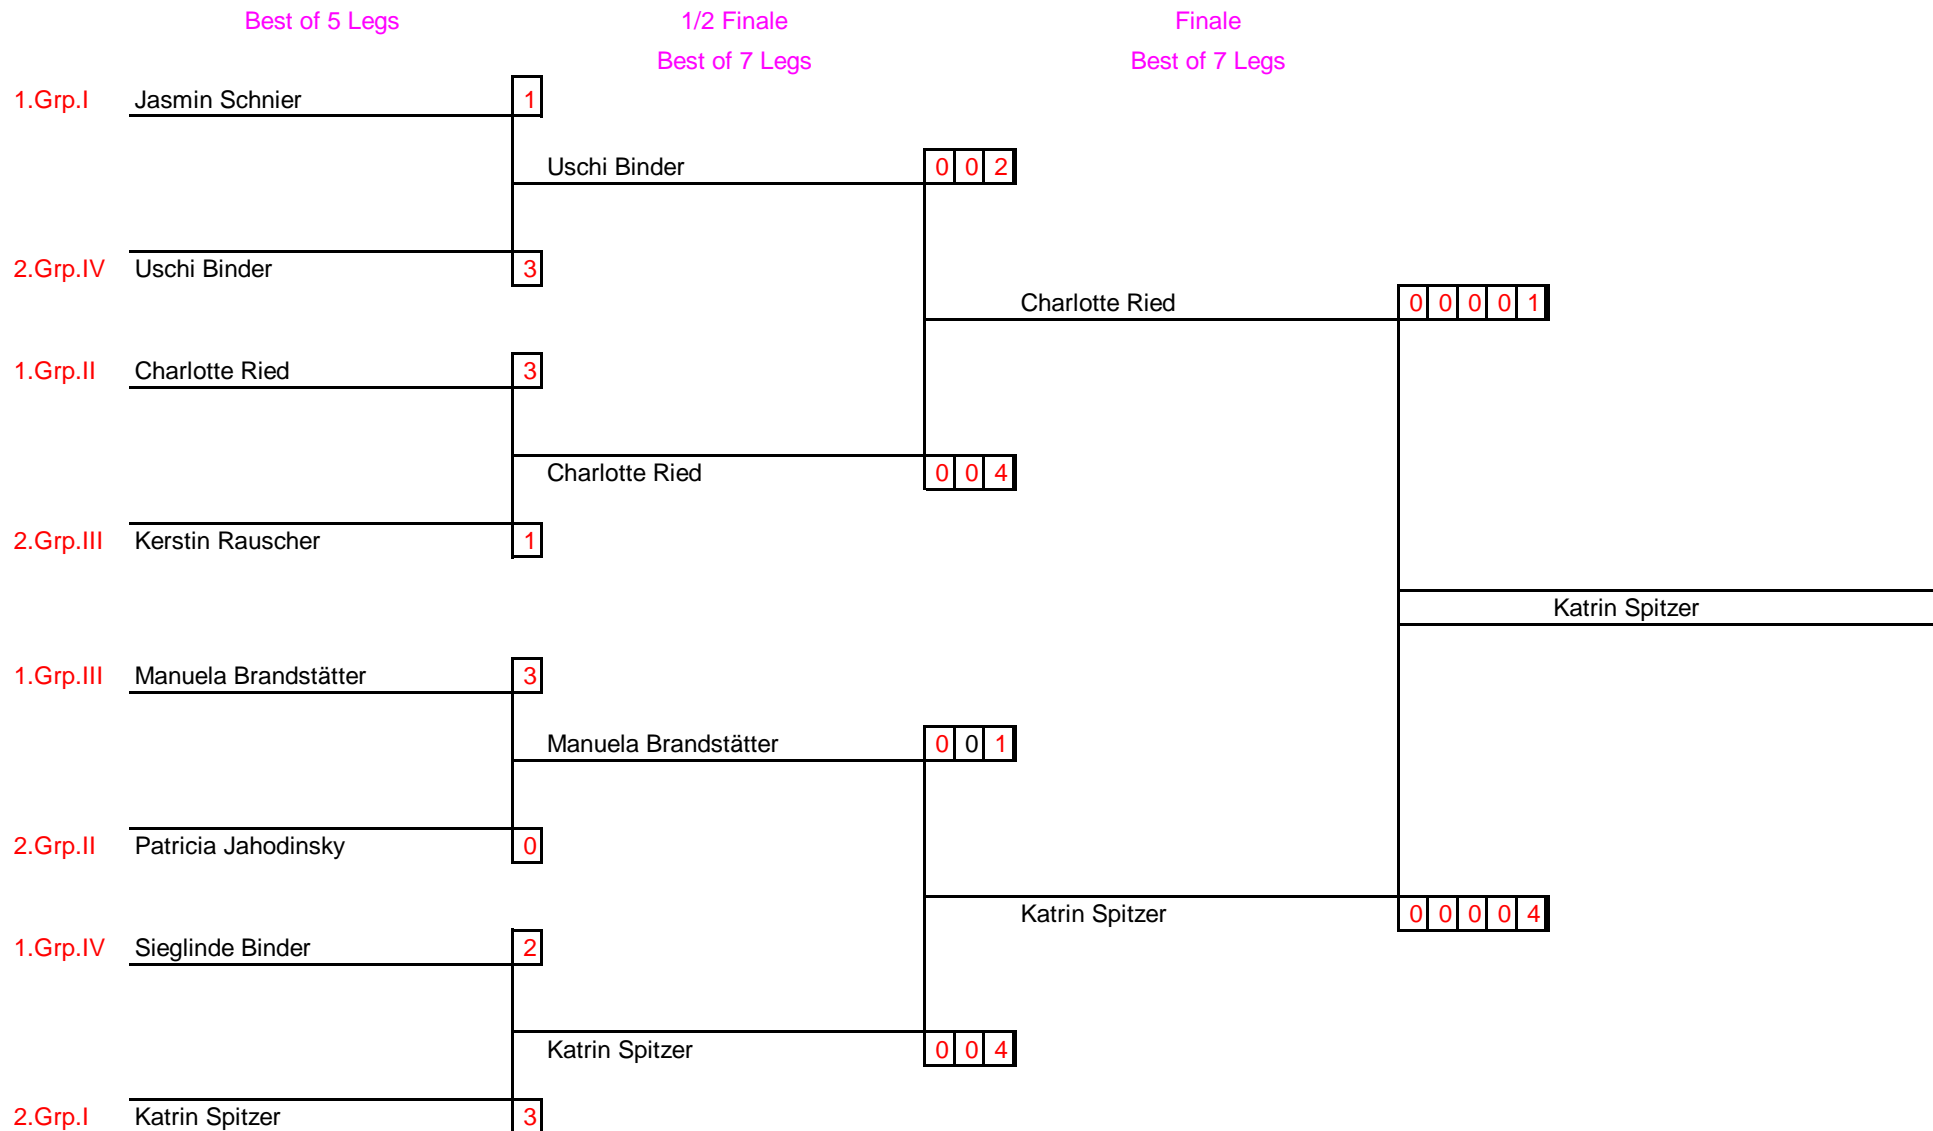 Best of 5 Legs 1/2 Finale Finale
Best of 7 Legs Best of 7 Legs
1.Grp.I Jasmin Schnier 1
Uschi Binder 0 0 2
2.Grp.IV Uschi Binder 3
Charlotte Ried 0 0 0 0 1
1.Grp.II Charlotte Ried 3
Charlotte Ried 0 0 4
2.Grp.III Kerstin Rauscher 1
Katrin Spitzer
1.Grp.III Manuela Brandstätter 3
Manuela Brandstätter 0 0 1
2.Grp.II Patricia Jahodinsky 0
Katrin Spitzer 0 0 0 0 4
1.Grp.IV Sieglinde Binder 2
Katrin Spitzer 0 0 4
2.Grp.I Katrin Spitzer 3